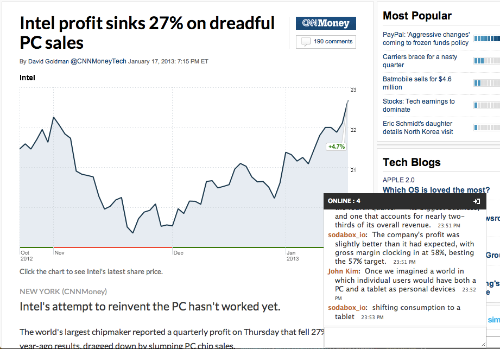 Intel profit sinks 27% on dreadful
PC sales
By David Goldman @CNNMoneyTech January 17, 2013: 7:15 PM ET
CNNMoney
190 comments
Intel
23
22
21
+4.7%
Oct
2012
Nov
Dec
Jan
2013
Click the chart to see Intel's latest share price.
NEW YORK (CNNMoney)
Intel's attempt to reinvent the PC hasn't worked yet.
The world's largest chipmaker reported a quarterly profit on Thursday that fell 27%
year-ago results, dragged down by slumping PC chip sales.
Most Popular
PayPal: 'Aggressive changes'
coming to frozen funds policy
Carriers brace for a nasty
quarter
Batmobile sells for $4.6
million
Stocks: Tech earnings to
dominate
Eric Schmidt's daughter
details North Korea visit
Tech Blogs
APPLE 2.0
Which OS is loved the most?
ONLINE : 4
and one that accounts for nearly two-
thirds of its overall revenue. 23:51 PM
sodabox_io: The company's profit was
slightly better than it had expected, with
gross margin clocking in at 58%, besting
the 57% target. 23:51 PM
John Kim: Once we imagined a world in
which individual users would have both a
PC and a tablet as personal devices 23:52
PM
sodabox_io: shifting consumption to a
tablet 23:53 PM